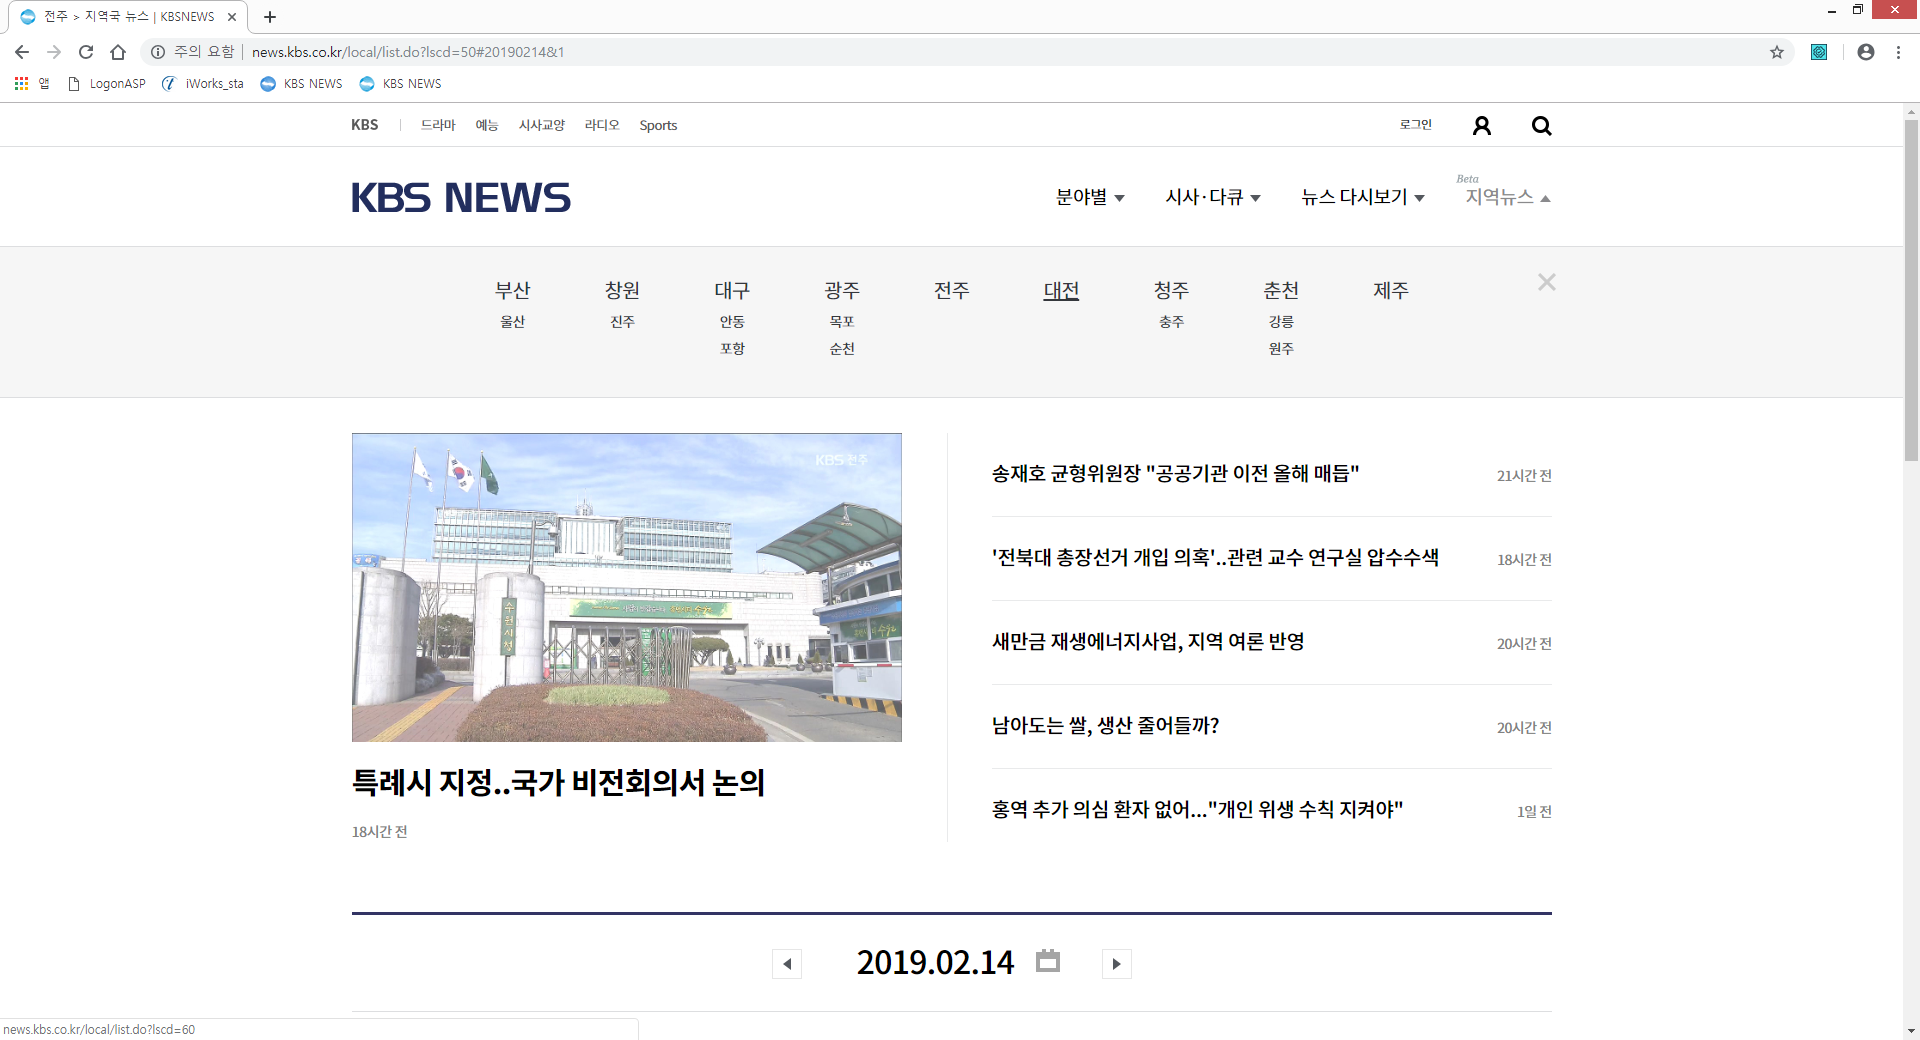 전주 > 지역국 뉴스 | KBSNEWS
주의 요함 | news.kbs.co.kr/local/list.do?lscd=50#20190214&1
앱 LogonASP iWorks_sta KBS NEWS KBS NEWS
KBS 드라마 예능 시사교양 라디오 Sports 로그인
KBS NEWS
분야별 시사·다큐 뉴스 다시보기 Beta 지역뉴스
부산 창원 대구 광주 전주 대전 청주 춘천 제주
울산 진주 안동 목포 충주 강릉
포항 순천 원주
KBS 전주
수원시청
특례시 지정..국가 비전회의서 논의
18시간 전
송재호 균형위원장 "공공기관 이전 올해 매듭" 21시간 전
'전북대 총장선거 개입 의혹'..관련 교수 연구실 압수수색 18시간 전
새만금 재생에너지사업, 지역 여론 반영 20시간 전
남아도는 쌀, 생산 줄어들까? 20시간 전
홍역 추가 의심 환자 없어..."개인 위생 수칙 지켜야" 1일 전
2019.02.14
news.kbs.co.kr/local/list.do?lscd=60